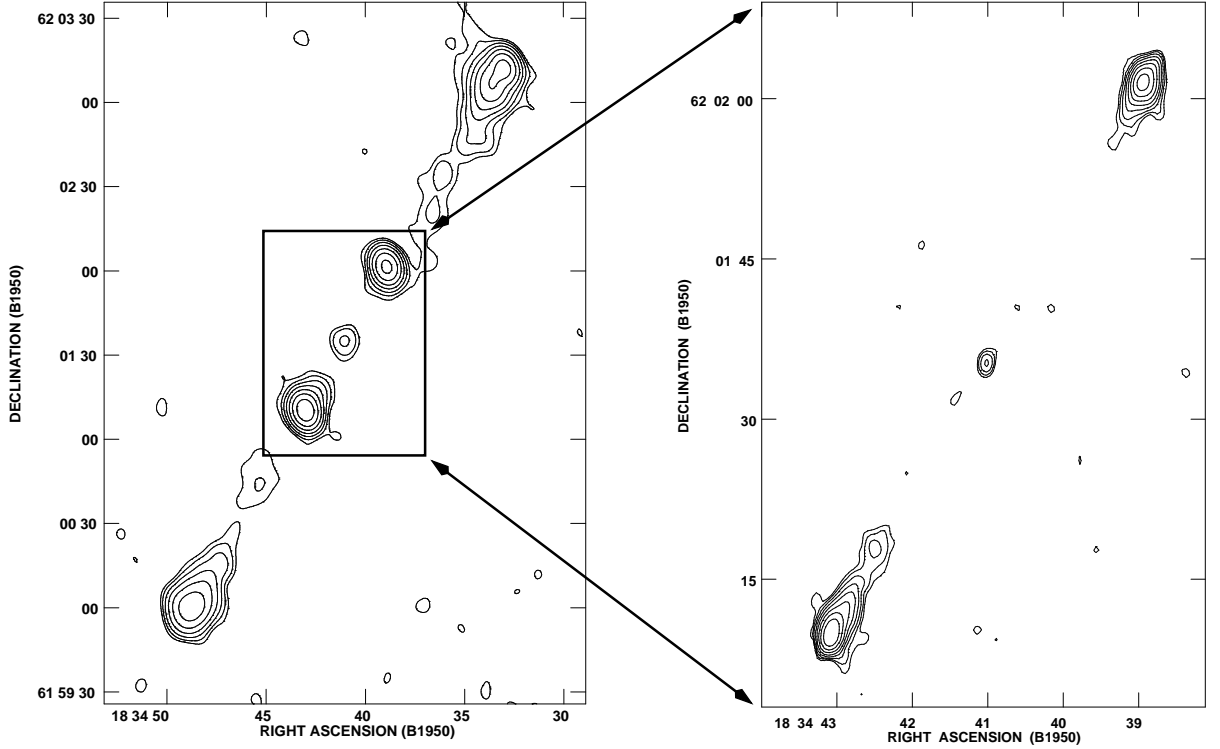 62 03 30
00
02 30
00
01 30
00
00 30
00
61 59 30
DECLINATION (B1950)
18 34 50
45
40
35
30
RIGHT ASCENSION (B1950)
62 02 00
01 45
30
15
DECLINATION (B1950)
18 34 43
42
41
40
39
RIGHT ASCENSION (B1950)